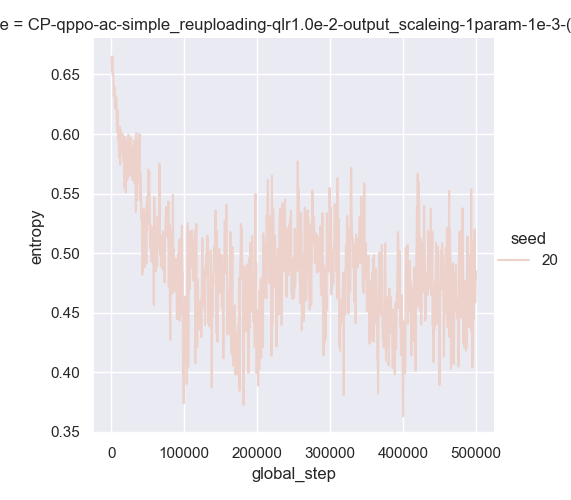 e = CP-qppo-ac-simple_reuploading-qlr1.0e-2-output_scaleing-1param-1e-3-(
0.65
0.60
0.55
0.50
0.45
0.40
0.35
entropy
0 100000 200000 300000 400000 500000
global_step
seed
20